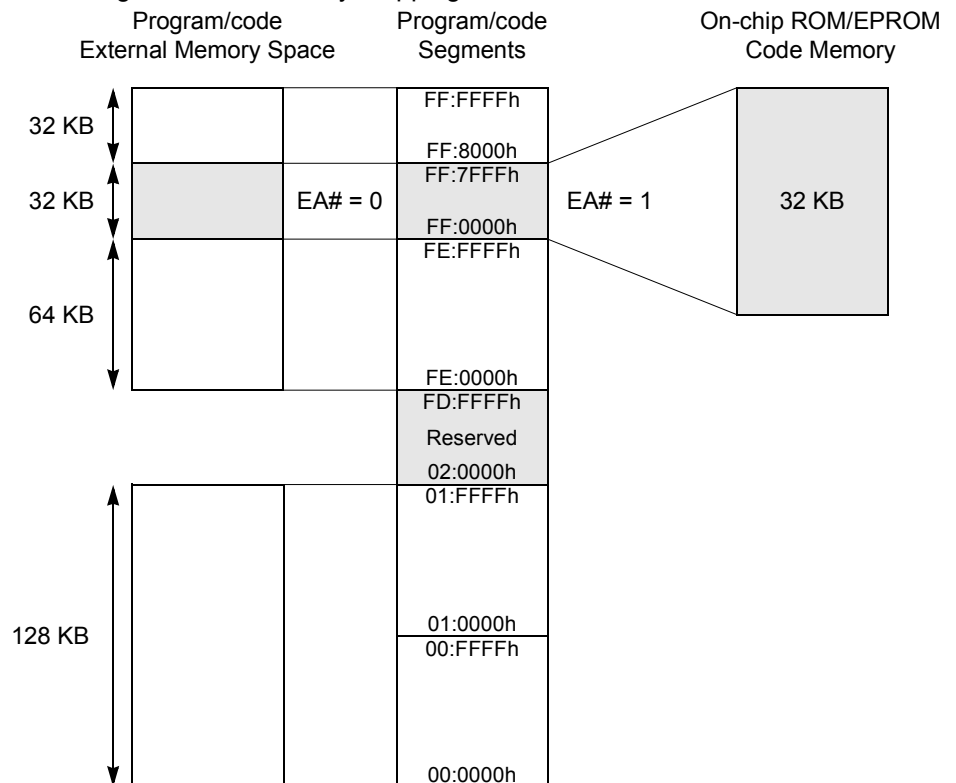 Program/code
External Memory Space
Program/code
Segments
On-chip ROM/EPROM
Code Memory
32 KB
FF:FFFFh
FF:8000h
32 KB
EA# = 0
FF:7FFFh
FF:0000h
EA# = 1
32 KB
64 KB
FE:FFFFh
FE:0000h
FD:FFFFh
Reserved
02:0000h
128 KB
01:FFFFh
01:0000h
00:FFFFh
00:0000h